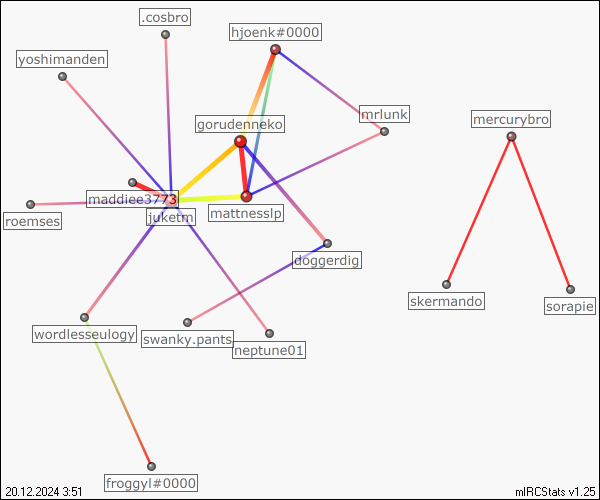 .cosbro
hjoenk#0000
yoshimanden
mrlunk
mercurybro
gorudenneko
maddiee3773
roemses
juketm
mattnesslp
doggerdig
skermando
sorapie
wordlesseulogy
swanky.pants
neptune01
froggyl#0000
20.12.2024 3:51
mIRCStats v1.25